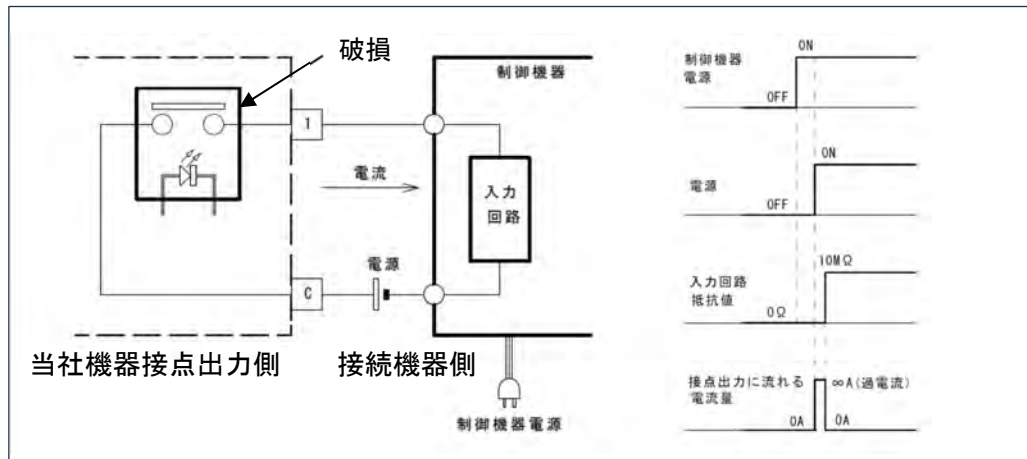 破損
1
電流
C
電源
制御機器
入力
回路
当社機器接点出力側
接続機器側
制御機器電源
制御機器
電源
ON
OFF
電源
ON
OFF
入力回路
抵抗値
10MΩ
0Ω
接点出力に流れる
電流量
∞A(過電流)
0A
0A